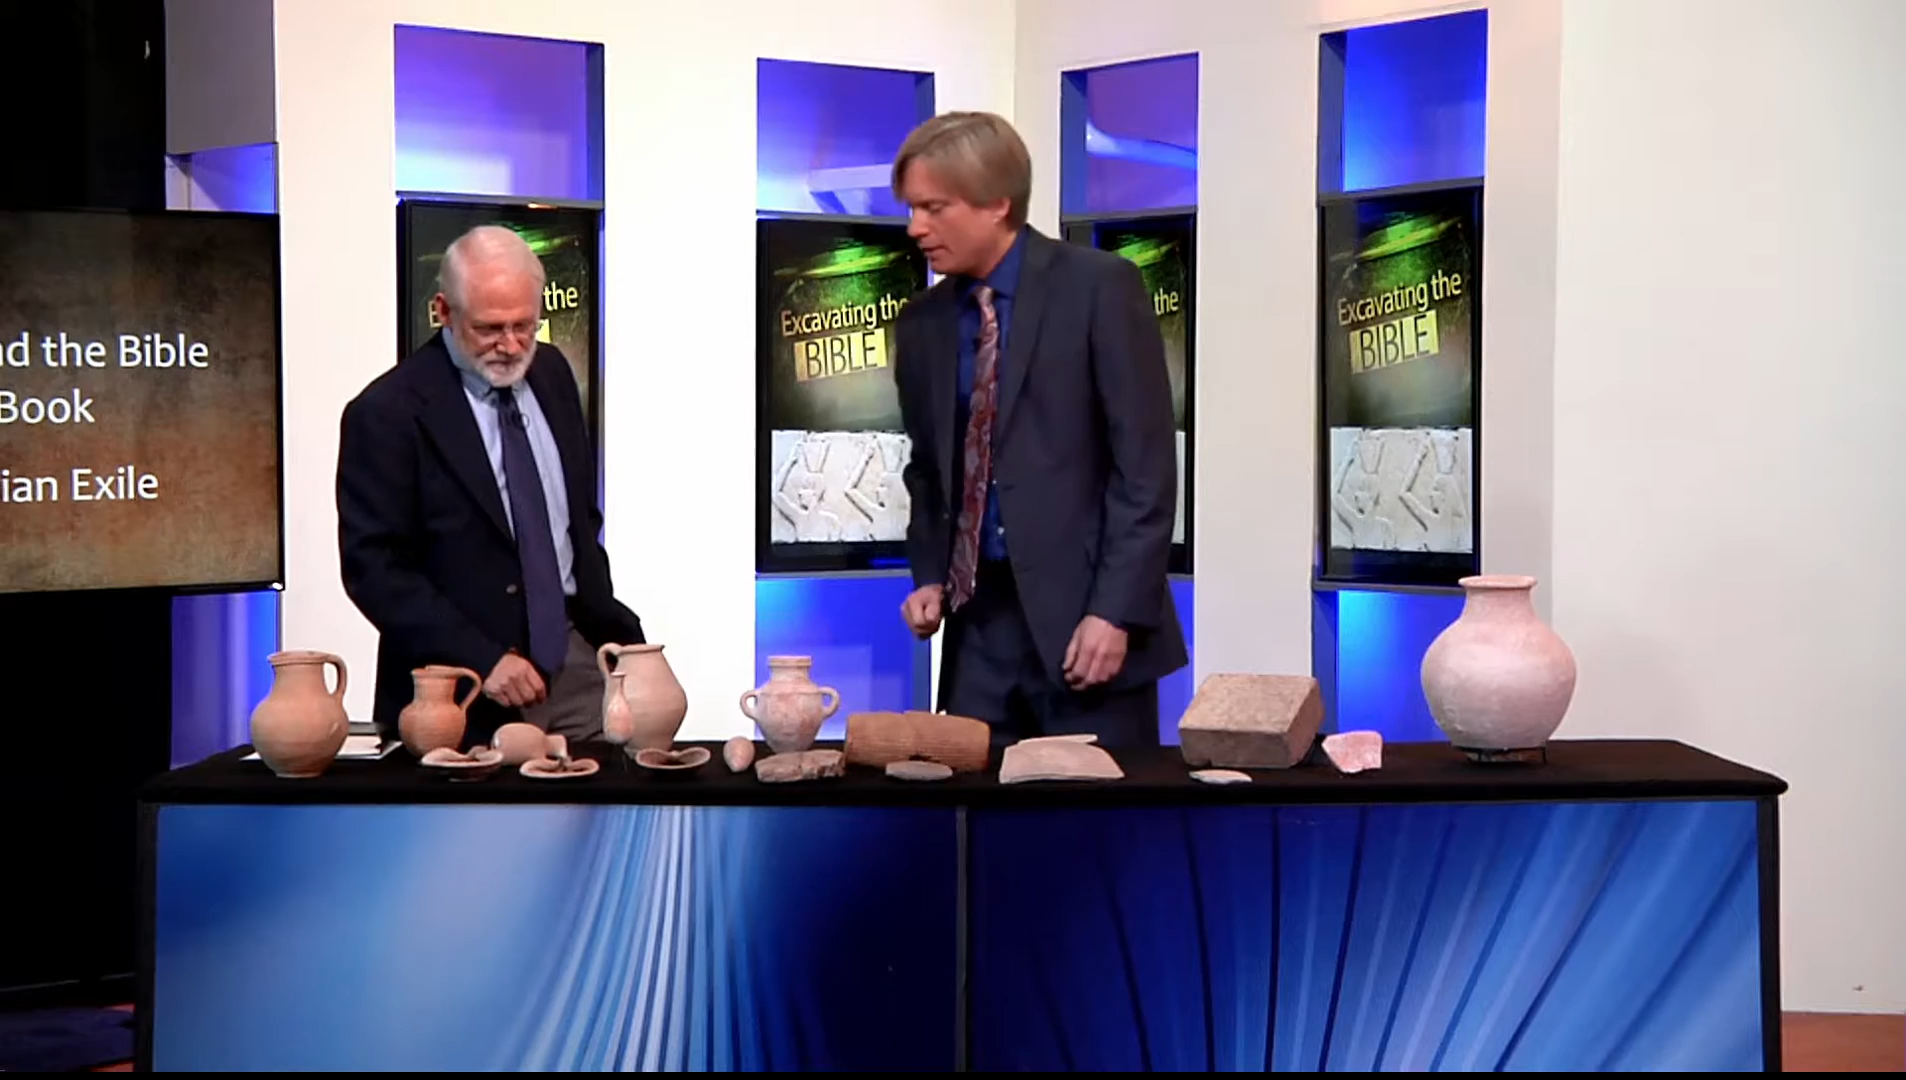 nd the Bible
Book
ian Exile
the
Excavating the
BIBLE
the
Excavating the
BIBLE